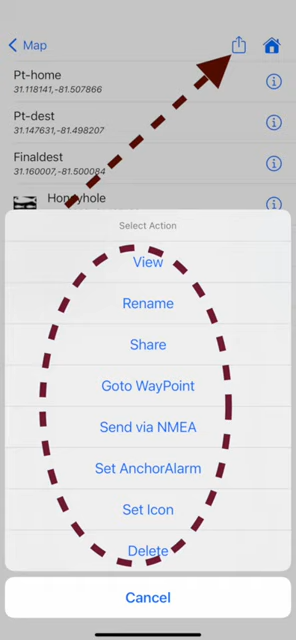 Map
Pt-home
31.118141,-81.507866
Pt-dest
31.147631,-81.498207
Finaldest
31.160007,-81.500084
Honeyhole
Select Action
View
Rename
Share
Goto WayPoint
Send via NMEA
Set AnchorAlarm
Set Icon
Delete
Cancel